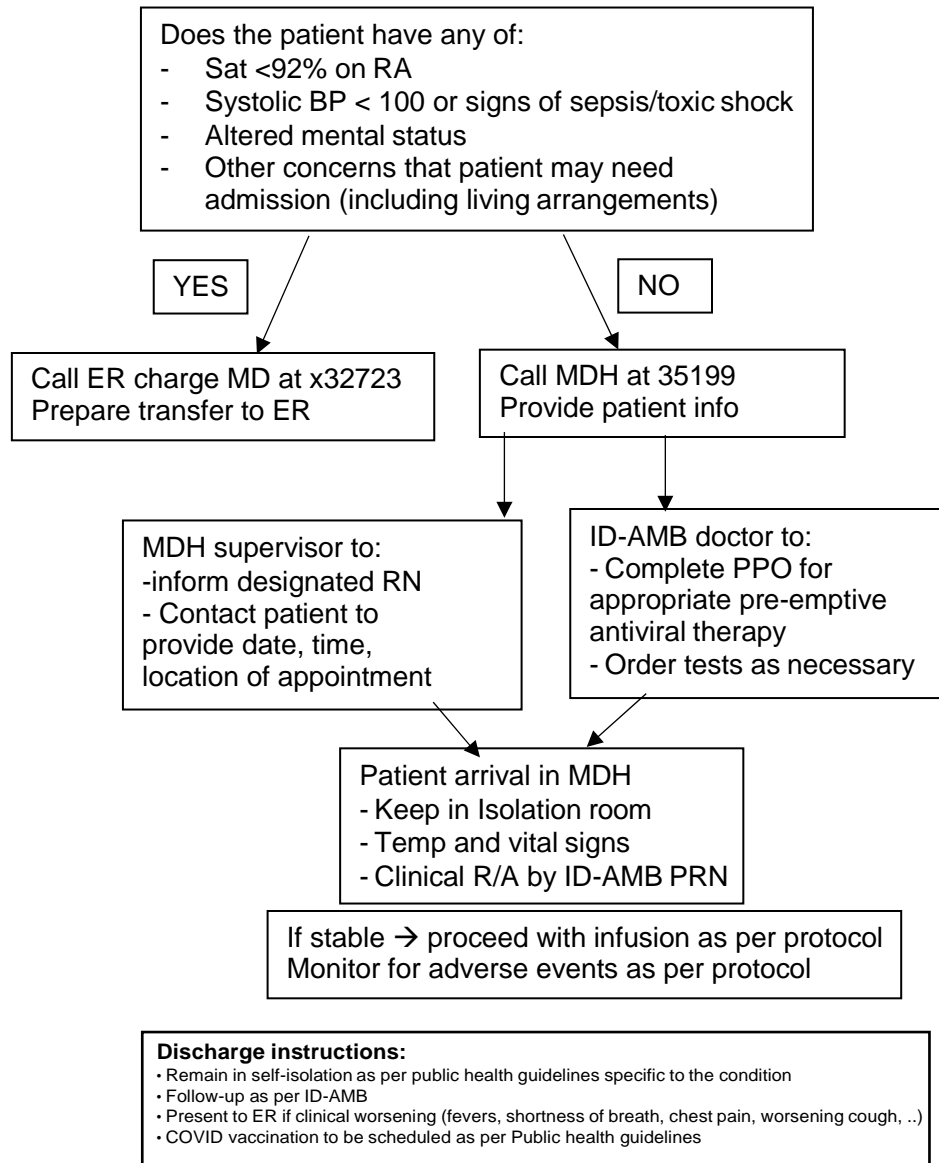 Does the patient have any of:
- Sat <92% on RA
- Systolic BP < 100 or signs of sepsis/toxic shock
- Altered mental status
- Other concerns that patient may need
admission (including living arrangements)
YES
NO
Call ER charge MD at x32723
Prepare transfer to ER
Call MDH at 35199
Provide patient info
MDH supervisor to:
-inform designated RN
- Contact patient to
provide date, time,
location of appointment
ID-AMB doctor to:
- Complete PPO for
appropriate pre-emptive
antiviral therapy
- Order tests as necessary
Patient arrival in MDH
- Keep in Isolation room
- Temp and vital signs
- Clinical R/A by ID-AMB PRN
If stable → proceed with infusion as per protocol
Monitor for adverse events as per protocol
Discharge instructions:
• Remain in self-isolation as per public health guidelines specific to the condition
• Follow-up as per ID-AMB
• Present to ER if clinical worsening (fevers, shortness of breath, chest pain, worsening cough, ..)
• COVID vaccination to be scheduled as per Public health guidelines